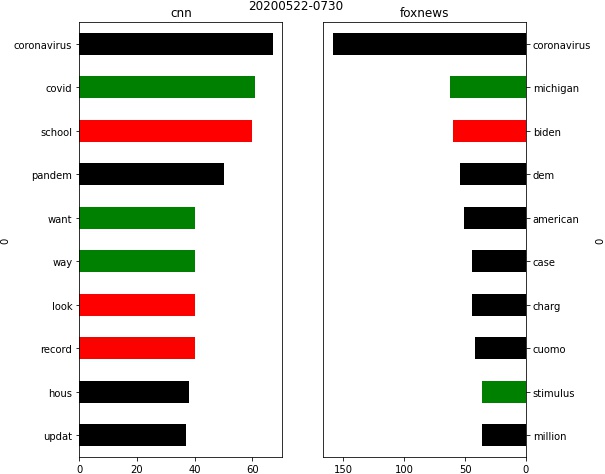 20200522-0730
cnn
foxnews
coronavirus
covid
school
pandem
want
way
look
record
hous
updat
0
0 20 40 60
coronavirus
michigan
biden
dem
american
case
charg
cuomo
stimulus
million
0
150 100 50 0